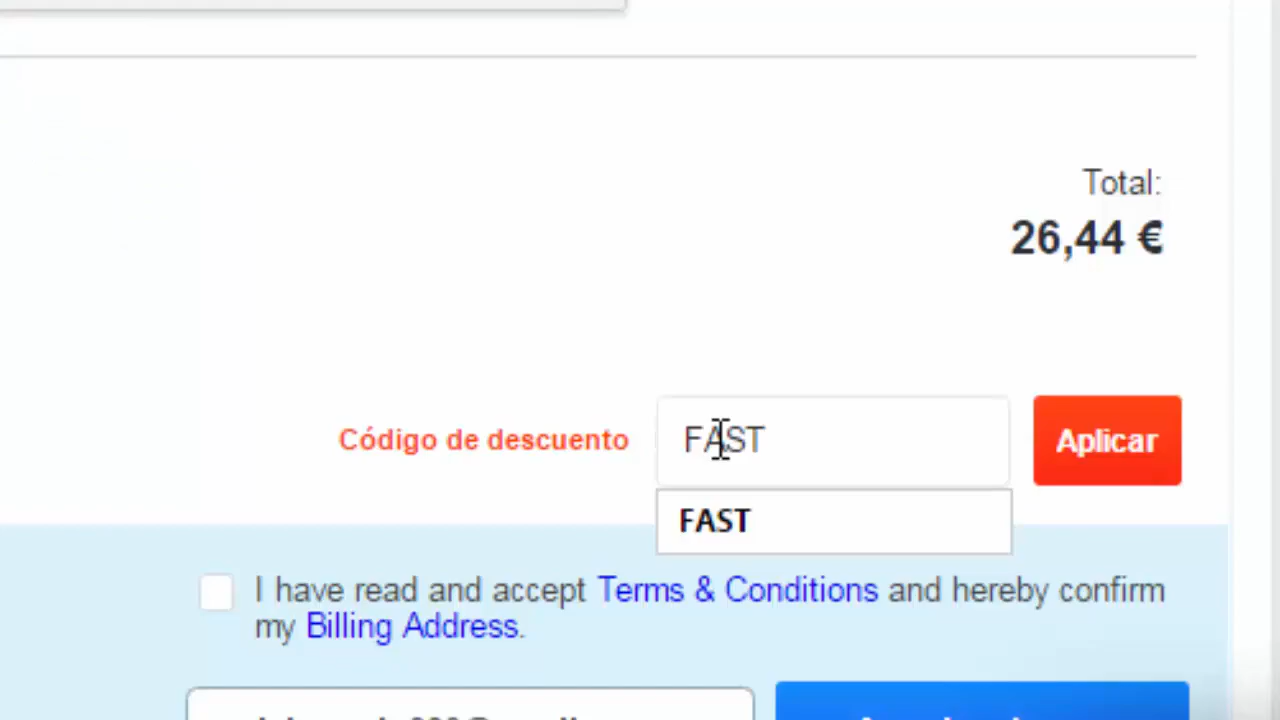 Total:
26,44 €
Código de descuento
FAST
Aplicar
FAST
I have read and accept Terms & Conditions and hereby confirm
my Billing Address.